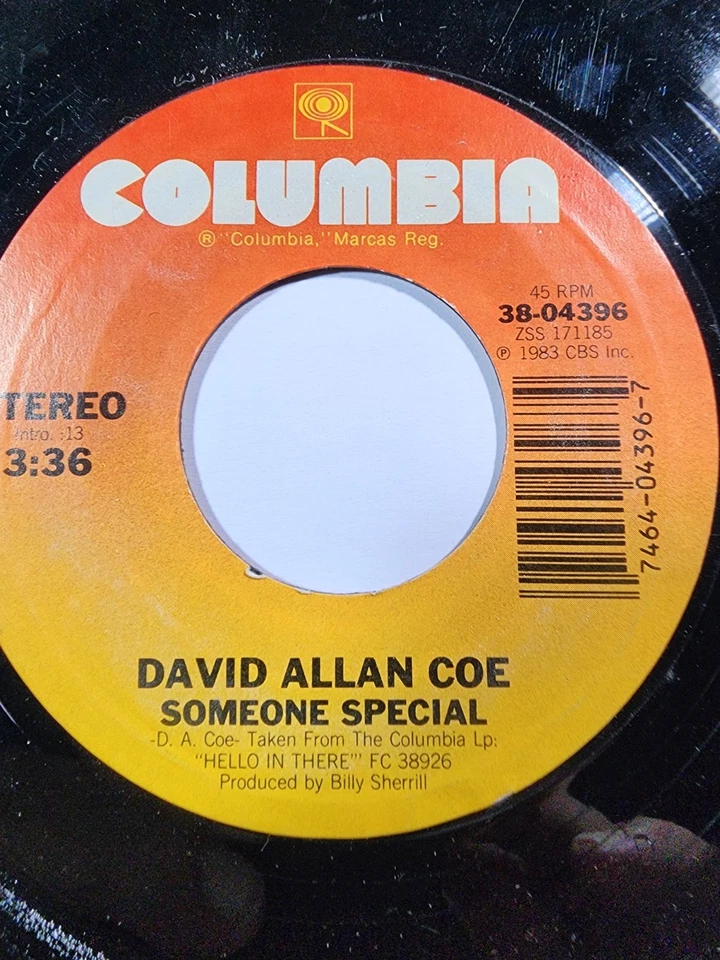 COLUMBIA
® "Columbia," Marcas Reg.
45 RPM
38-04396
ZSS 171185
℗ 1983 CBS Inc.
TEREO
Intro. :13
3:36
7464-04396-7
DAVID ALLAN COE
SOMEONE SPECIAL
-D. A. Coe- Taken From The Columbia Lp:
"HELLO IN THERE"' FC 38926
Produced by Billy Sherrill